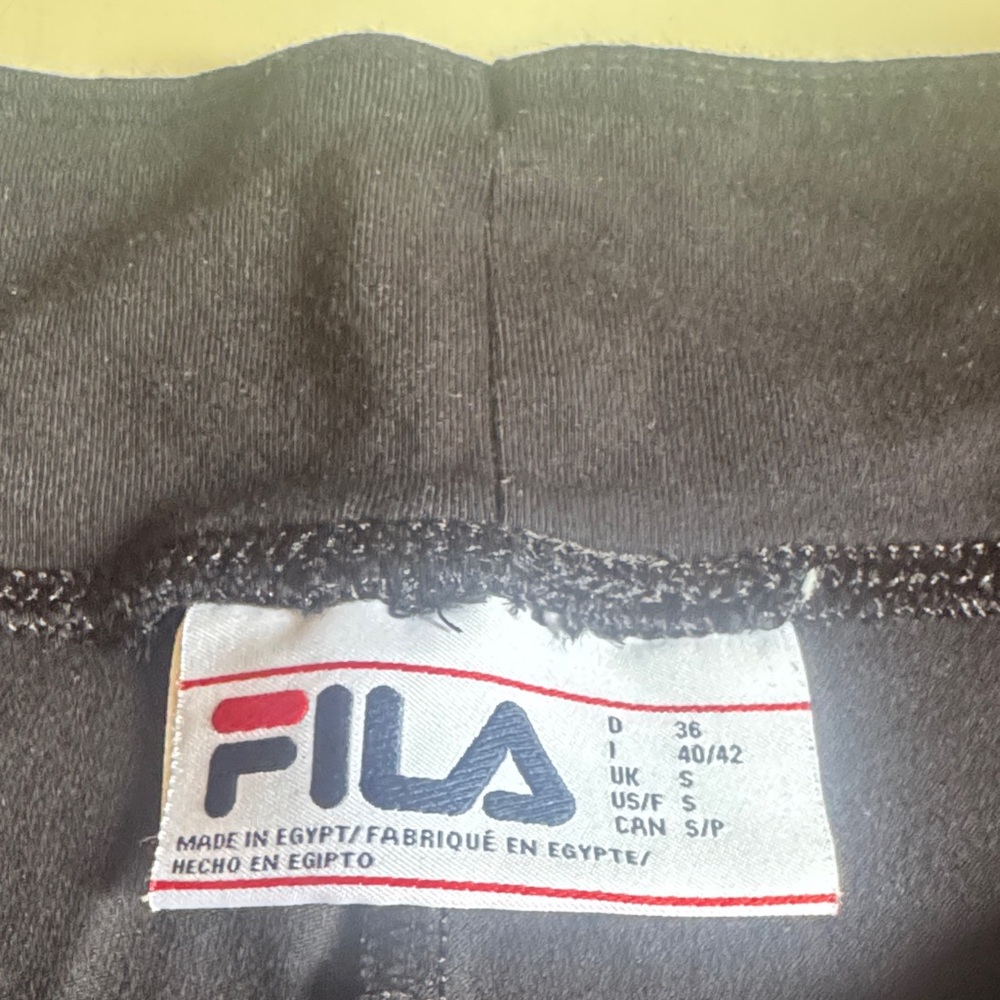 FILA
D 36
I 40/42
UK S
US/F S
CAN S/P
MADE IN EGYPT/ FABRIQUÉ EN EGYPTE/
HECHO EN EGIPTO